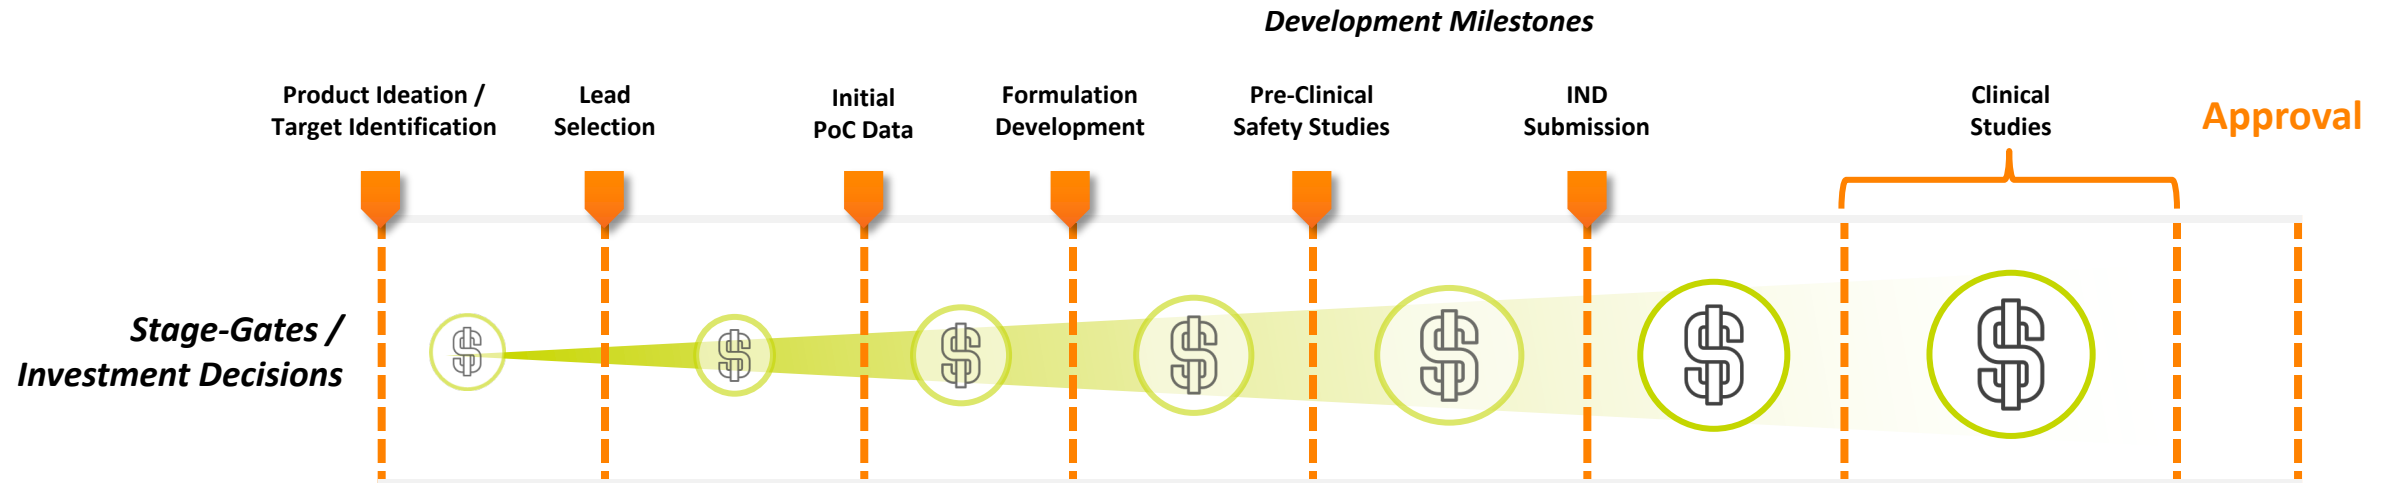 Development Milestones
Product Ideation /
Target Identification
Lead
Selection
Initial
PoC Data
Formulation
Development
Pre-Clinical
Safety Studies
IND
Submission
Clinical
Studies
Approval
Stage-Gates /
Investment Decisions